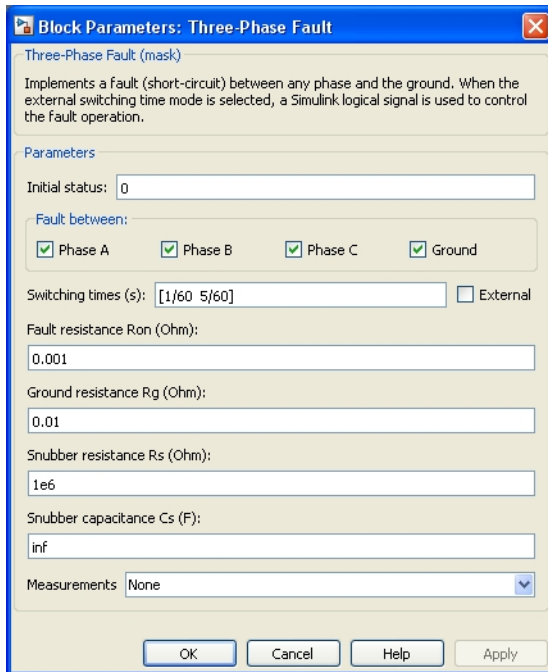 Block Parameters: Three-Phase Fault
Three-Phase Fault (mask)
Implements a fault (short-circuit) between any phase and the ground. When the
external switching time mode is selected, a Simulink logical signal is used to control
the fault operation.
Parameters
Initial status: 0
Fault between:
Phase A Phase B Phase C Ground
Switching times (s): [1/60 5/60] External
Fault resistance Ron (Ohm):
0.001
Ground resistance Rg (Ohm):
0.01
Snubber resistance Rs (Ohm):
1e6
Snubber capacitance Cs (F):
inf
Measurements None
OK Cancel Help Apply